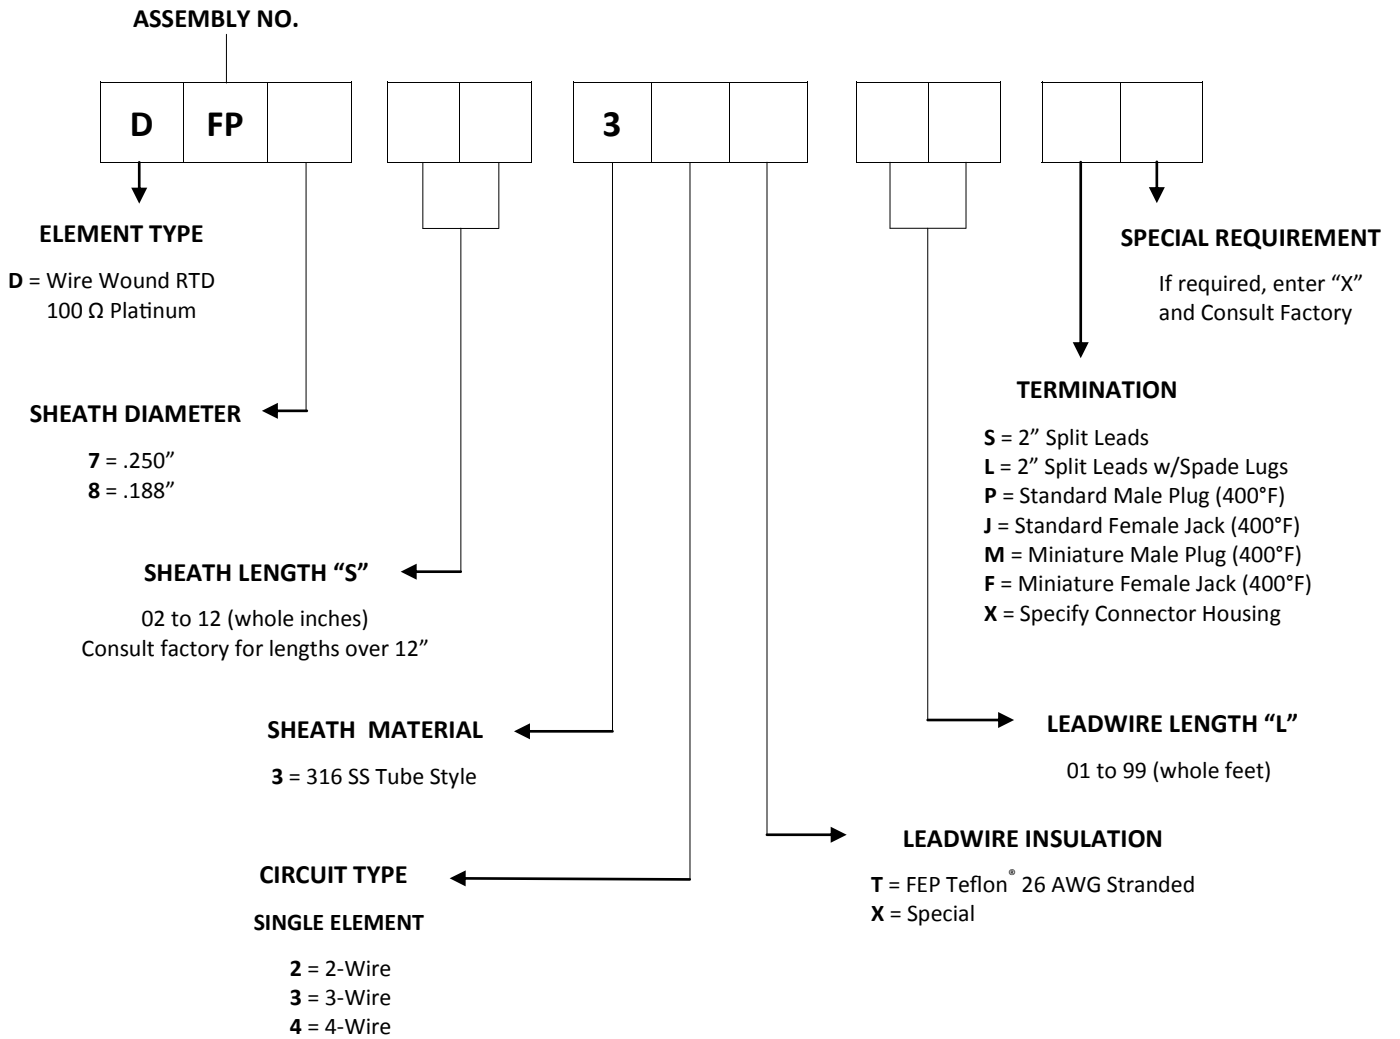 ASSEMBLY NO.
D FP 3
ELEMENT TYPE
D = Wire Wound RTD
100 Ω Platinum
SHEATH DIAMETER
7 = .250”
8 = .188”
SHEATH LENGTH “S”
02 to 12 (whole inches)
Consult factory for lengths over 12”
SHEATH MATERIAL
3 = 316 SS Tube Style
CIRCUIT TYPE
SINGLE ELEMENT
2 = 2-Wire
3 = 3-Wire
4 = 4-Wire
LEADWIRE INSULATION
T = FEP Teflon® 26 AWG Stranded
X = Special
LEADWIRE LENGTH “L”
01 to 99 (whole feet)
TERMINATION
S = 2” Split Leads
L = 2” Split Leads w/Spade Lugs
P = Standard Male Plug (400°F)
J = Standard Female Jack (400°F)
M = Miniature Male Plug (400°F)
F = Miniature Female Jack (400°F)
X = Specify Connector Housing
SPECIAL REQUIREMENT
If required, enter “X”
and Consult Factory